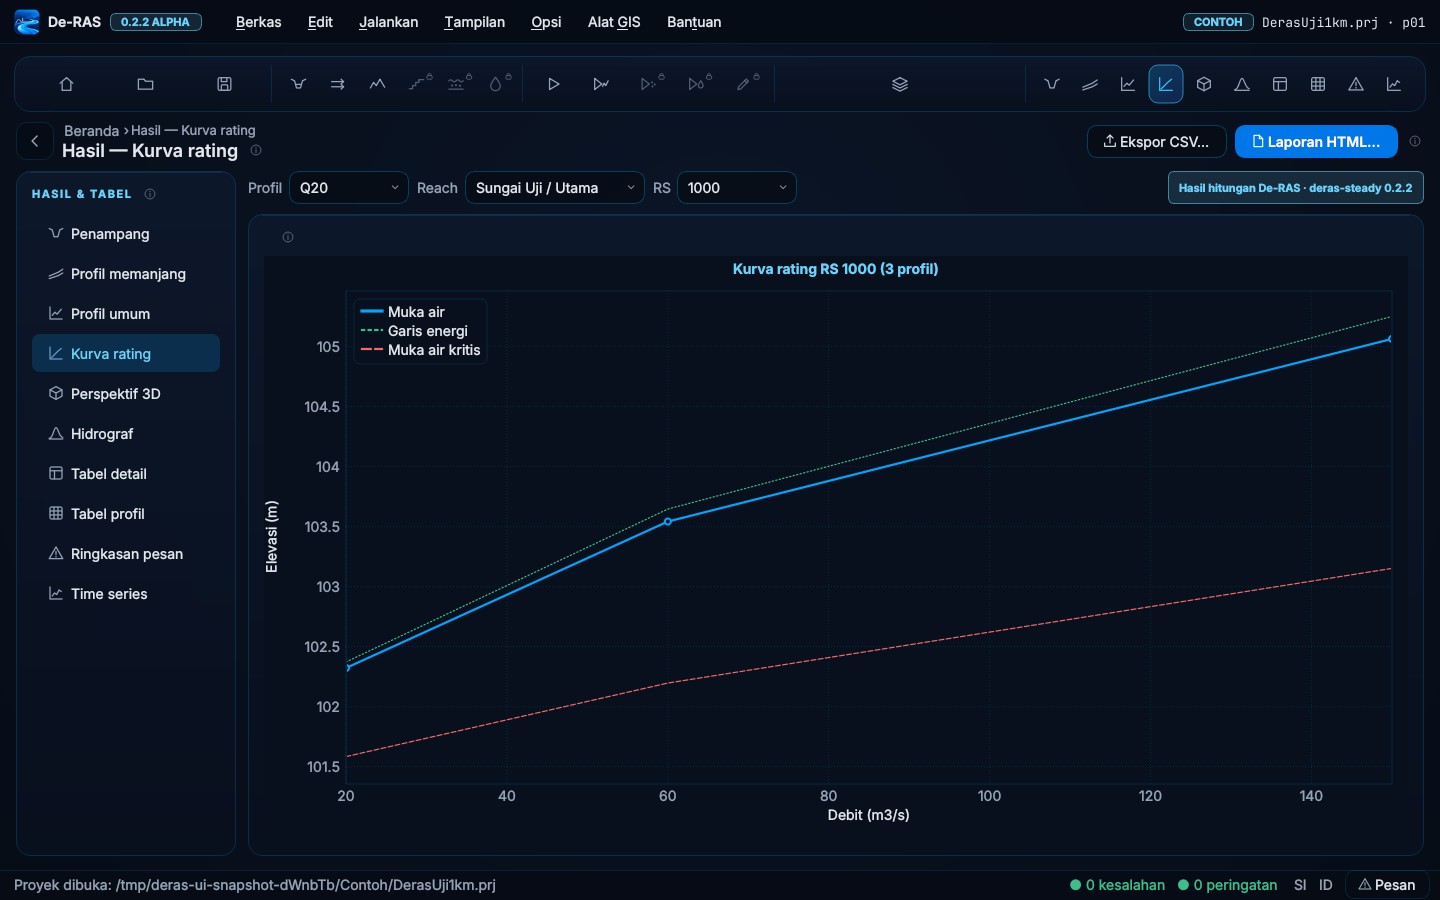 De-RAS 0.2.2 ALPHA Berkas Edit Jalankan Tampilan Opsi Alat GIS Bantuan CONTOH DerasUji1km.prj · p01
Beranda › Hasil — Kurva rating
Hasil — Kurva rating
Ekspor CSV... Laporan HTML...
HASIL & TABEL
Penampang
Profil memanjang
Profil umum
Kurva rating
Perspektif 3D
Hidrograf
Tabel detail
Tabel profil
Ringkasan pesan
Time series
Profil Q20 Reach Sungai Uji / Utama RS 1000 Hasil hitungan De-RAS · deras-steady 0.2.2
Kurva rating RS 1000 (3 profil)
Muka air
Garis energi
Muka air kritis
105
104.5
104
103.5
103
102.5
102
101.5
Elevasi (m)
20 40 60 80 100 120 140
Debit (m3/s)
Proyek dibuka: /tmp/deras-ui-snapshot-dWnbTb/Contoh/DerasUji1km.prj 0 kesalahan 0 peringatan SI ID Pesan